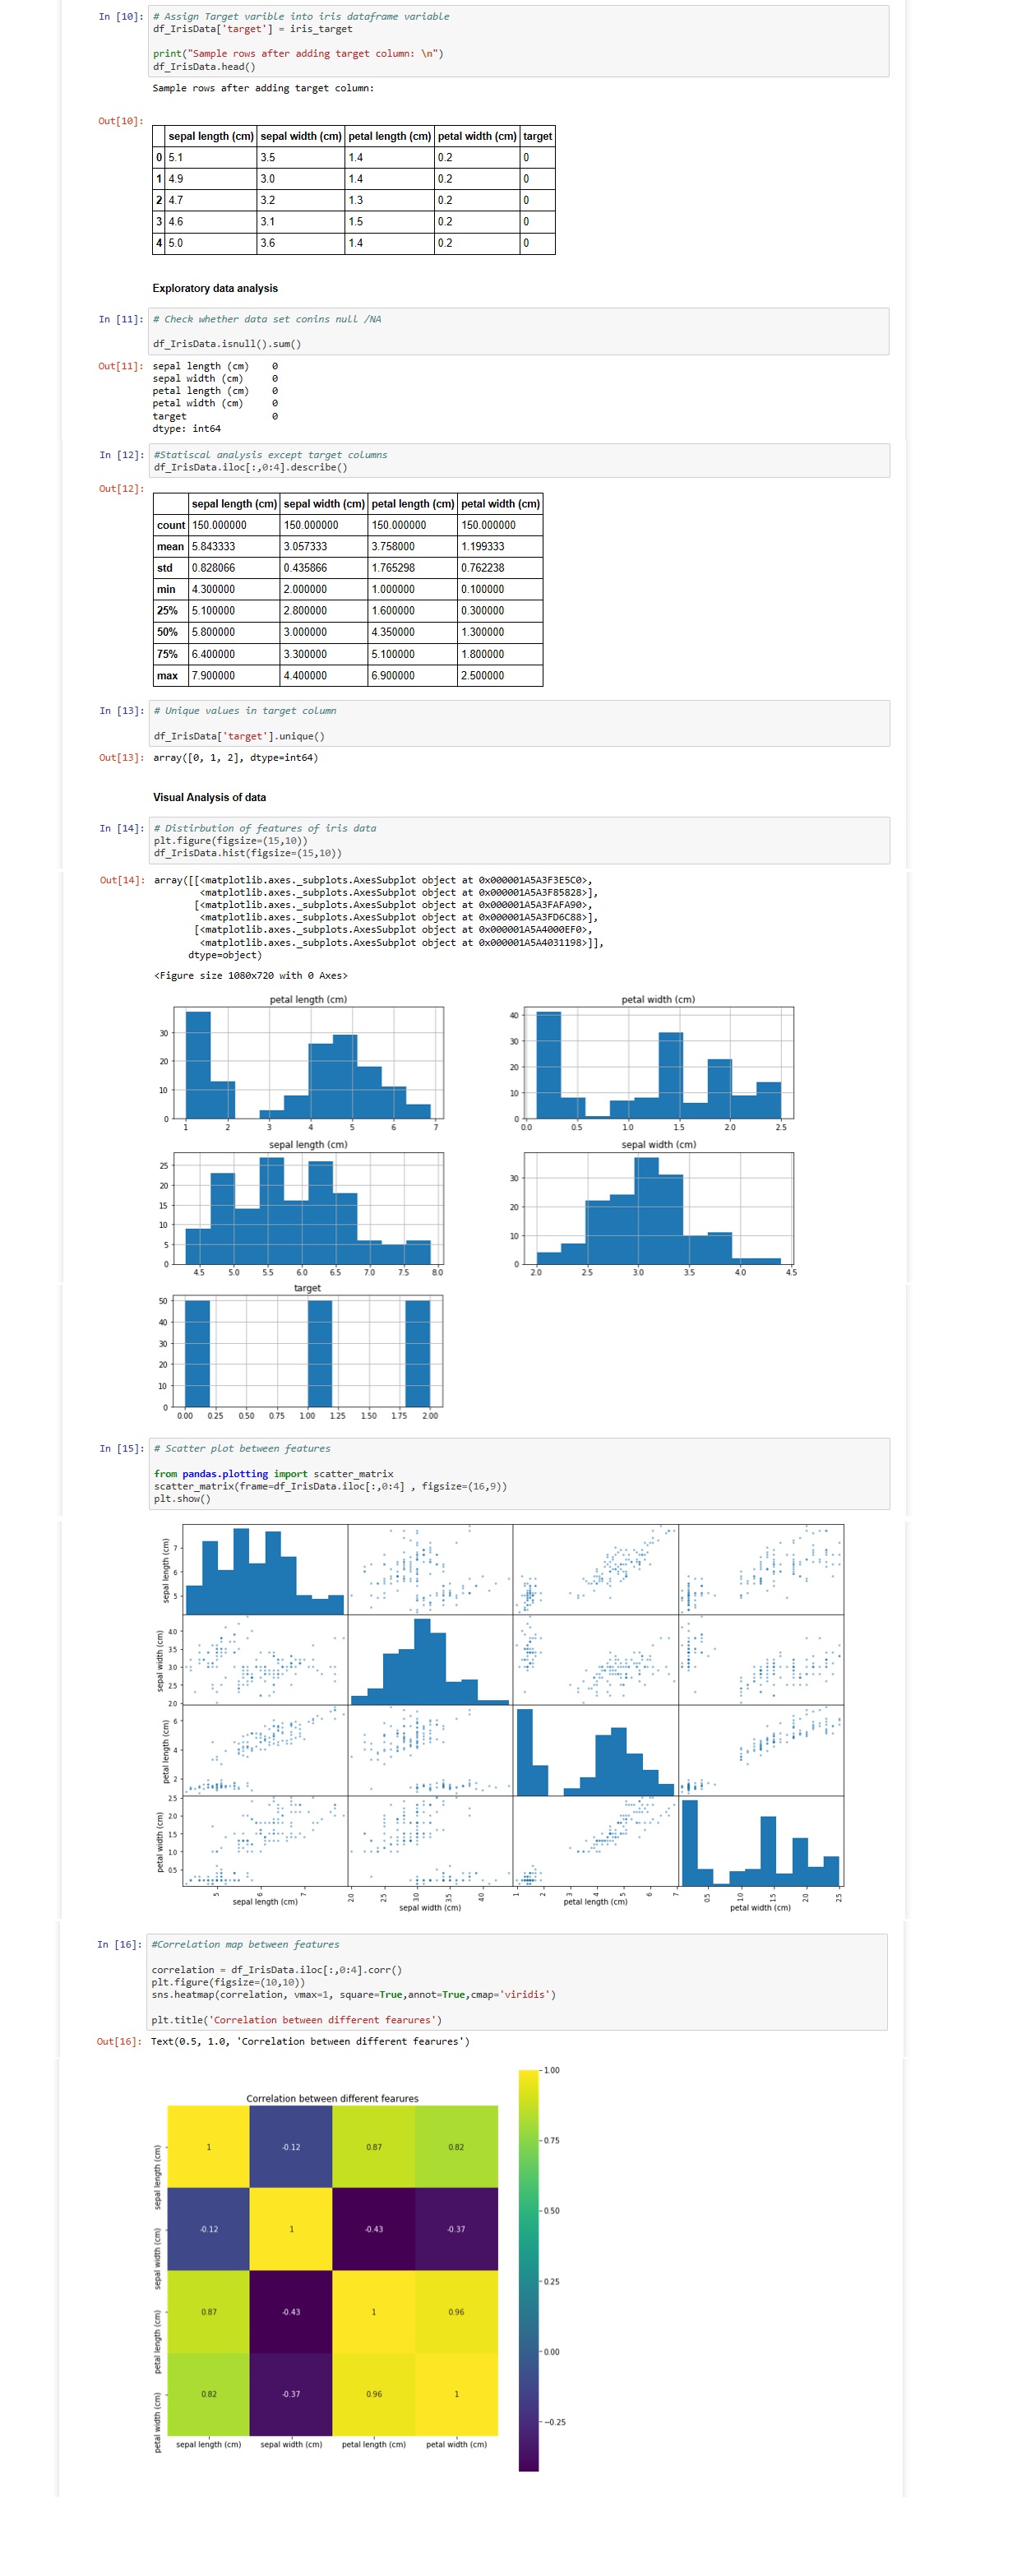 In [10]: # Assign Target varible into iris dataframe variable
df_IrisData['target'] = iris_target
print("Sample rows after adding target column: \n")
df_IrisData.head()
Sample rows after adding target column:
Out[10]:
sepal length (cm) sepal width (cm) petal length (cm) petal width (cm) target
0 5.1 3.5 1.4 0.2 0
1 4.9 3.0 1.4 0.2 0
2 4.7 3.2 1.3 0.2 0
3 4.6 3.1 1.5 0.2 0
4 5.0 3.6 1.4 0.2 0
Exploratory data analysis
In [11]: # Check whether data set conins null /NA
df_IrisData.isnull().sum()
Out[11]: sepal length (cm) 0
sepal width (cm) 0
petal length (cm) 0
petal width (cm) 0
target 0
dtype: int64
In [12]: #Statiscal analysis except target columns
df_IrisData.iloc[:,0:4].describe()
Out[12]:
sepal length (cm) sepal width (cm) petal length (cm) petal width (cm)
count 150.000000 150.000000 150.000000 150.000000
mean 5.843333 3.057333 3.758000 1.199333
std 0.828066 0.435866 1.765298 0.762238
min 4.300000 2.000000 1.000000 0.100000
25% 5.100000 2.800000 1.600000 0.300000
50% 5.800000 3.000000 4.350000 1.300000
75% 6.400000 3.300000 5.100000 1.800000
max 7.900000 4.400000 6.900000 2.500000
In [13]: # Unique values in target column
df_IrisData['target'].unique()
Out[13]: array([0, 1, 2], dtype=int64)
Visual Analysis of data
In [14]: # Distirbution of features of iris data
plt.figure(figsize=(15,10))
df_IrisData.hist(figsize=(15,10))
Out[14]: array([[<matplotlib.axes._subplots.AxesSubplot object at 0x000001A5A3F3E5C0>,
<matplotlib.axes._subplots.AxesSubplot object at 0x000001A5A3F85828>],
[<matplotlib.axes._subplots.AxesSubplot object at 0x000001A5A3FAFA90>,
<matplotlib.axes._subplots.AxesSubplot object at 0x000001A5A3FD6C88>],
[<matplotlib.axes._subplots.AxesSubplot object at 0x000001A5A4000EF0>,
<matplotlib.axes._subplots.AxesSubplot object at 0x000001A5A4031198>]],
dtype=object)
<Figure size 1080x720 with 0 Axes>
petal length (cm)
30
20
10
0
1 2 3 4 5 6 7
petal width (cm)
40
30
20
10
0
0.0 0.5 1.0 1.5 2.0 2.5
sepal length (cm)
25
20
15
10
5
0
4.5 5.0 5.5 6.0 6.5 7.0 7.5 8.0
sepal width (cm)
30
20
10
0
2.0 2.5 3.0 3.5 4.0 4.5
target
50
40
30
20
10
0
0.00 0.25 0.50 0.75 1.00 1.25 1.50 1.75 2.00
In [15]: # Scatter plot between features
from pandas.plotting import scatter_matrix
scatter_matrix(frame=df_IrisData.iloc[:,0:4] , figsize=(16,9))
plt.show()
sepal length (cm)
7
6
5
sepal width (cm)
4.0
3.5
3.0
2.5
2.0
petal length (cm)
6
4
2
petal width (cm)
2.5
2.0
1.5
1.0
0.5
5 6 7 2.0 2.5 3.0 3.5 4.0 1 2 3 4 5 6 7 0.5 1.0 1.5 2.0 2.5
sepal length (cm) sepal width (cm) petal length (cm) petal width (cm)
In [16]: #Correlation map between features
correlation = df_IrisData.iloc[:,0:4].corr()
plt.figure(figsize=(10,10))
sns.heatmap(correlation, vmax=1, square=True,annot=True,cmap='viridis')
plt.title('Correlation between different fearures')
Out[16]: Text(0.5, 1.0, 'Correlation between different fearures')
Correlation between different fearures
sepal length (cm) 1 -0.12 0.87 0.82
sepal width (cm) -0.12 1 -0.43 -0.37
petal length (cm) 0.87 -0.43 1 0.96
petal width (cm) 0.82 -0.37 0.96 1
sepal length (cm) sepal width (cm) petal length (cm) petal width (cm)
1.00
0.75
0.50
0.25
0.00
−0.25